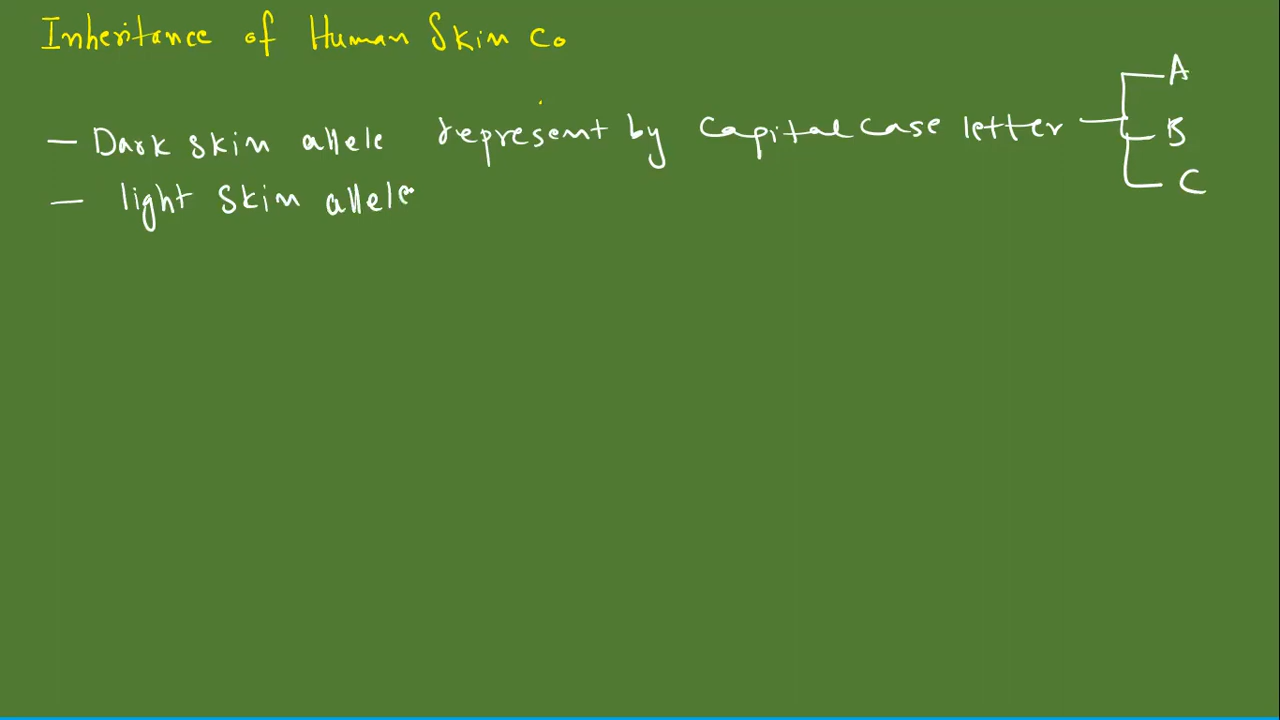 Inheritance of Human Skin Co
— Dark skin allele represent by Capital case letter — A
B
C
— light skin allele